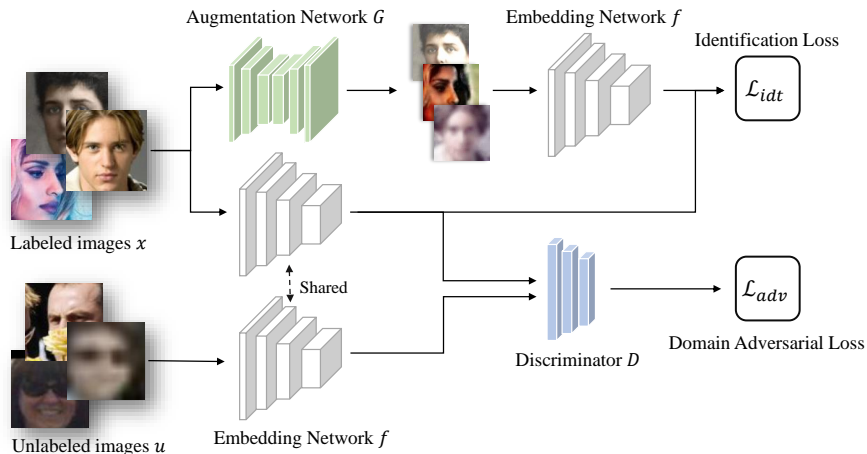 Augmentation Network G
Embedding Network f
Identification Loss
ℒ_idt
Labeled images x
Shared
ℒ_adv
Discriminator D
Domain Adversarial Loss
Embedding Network f
Unlabeled images u